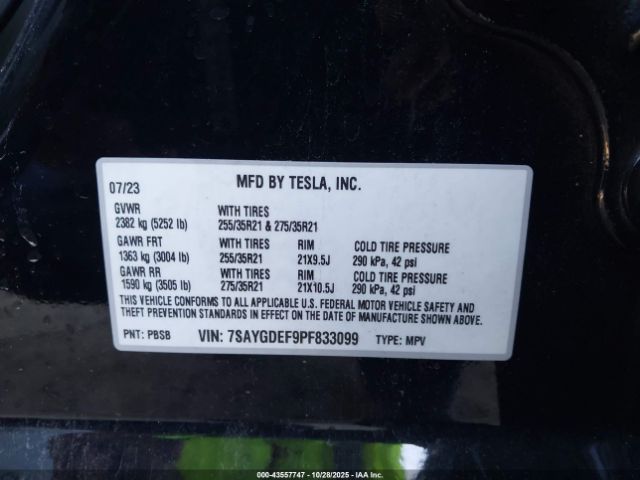 07/23 MFD BY TESLA, INC.
GVWR WITH TIRES
2382 kg (5252 lb) 255/35R21 & 275/35R21
GAWR FRT WITH TIRES RIM COLD TIRE PRESSURE
1363 kg (3004 lb) 255/35R21 21X9.5J 290 kPa, 42 psi
GAWR RR WITH TIRES RIM COLD TIRE PRESSURE
1590 kg (3505 lb) 275/35R21 21X10.5J 290 kPa, 42 psi
THIS VEHICLE CONFORMS TO ALL APPLICABLE U.S. FEDERAL MOTOR VEHICLE SAFETY AND
THEFT PREVENTION STANDARDS IN EFFECT ON THE DATE OF MANUFACTURE SHOWN ABOVE.
PNT: PBSB VIN: 7SAYGDEF9PF833099 TYPE: MPV
000-43557747 - 10/28/2025 - IAA Inc.